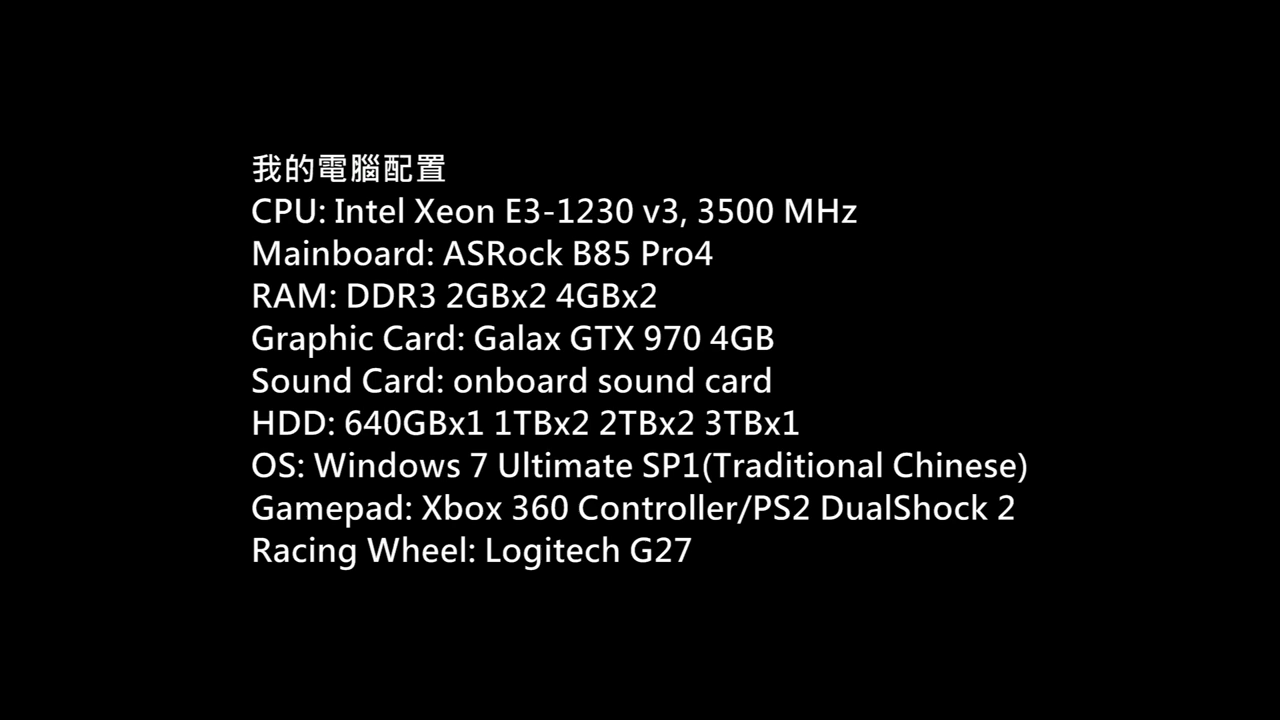 我的電腦配置
CPU: Intel Xeon E3-1230 v3, 3500 MHz
Mainboard: ASRock B85 Pro4
RAM: DDR3 2GBx2 4GBx2
Graphic Card: Galax GTX 970 4GB
Sound Card: onboard sound card
HDD: 640GBx1 1TBx2 2TBx2 3TBx1
OS: Windows 7 Ultimate SP1(Traditional Chinese)
Gamepad: Xbox 360 Controller/PS2 DualShock 2
Racing Wheel: Logitech G27